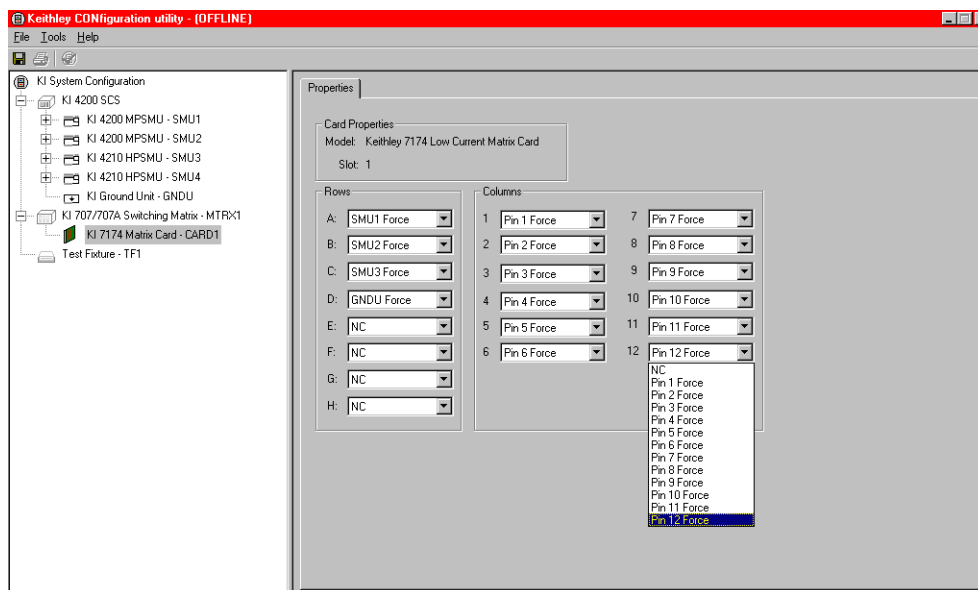 Keithley CONfiguration utility - (OFFLINE)
File Tools Help
KI System Configuration
KI 4200 SCS
KI 4200 MPSMU - SMU1
KI 4200 MPSMU - SMU2
KI 4210 HPSMU - SMU3
KI 4210 HPSMU - SMU4
KI Ground Unit - GNDU
KI 707/707A Switching Matrix - MTRX1
KI 7174 Matrix Card - CARD1
Test Fixture - TF1
Properties
Card Properties
Model: Keithley 7174 Low Current Matrix Card
Slot: 1
Rows
A: SMU1 Force
B: SMU2 Force
C: SMU3 Force
D: GNDU Force
E: NC
F: NC
G: NC
H: NC
Columns
1 Pin 1 Force
2 Pin 2 Force
3 Pin 3 Force
4 Pin 4 Force
5 Pin 5 Force
6 Pin 6 Force
7 Pin 7 Force
8 Pin 8 Force
9 Pin 9 Force
10 Pin 10 Force
11 Pin 11 Force
12 Pin 12 Force
NC
Pin 1 Force
Pin 2 Force
Pin 3 Force
Pin 4 Force
Pin 5 Force
Pin 6 Force
Pin 7 Force
Pin 8 Force
Pin 9 Force
Pin 10 Force
Pin 11 Force
Pin 12 Force